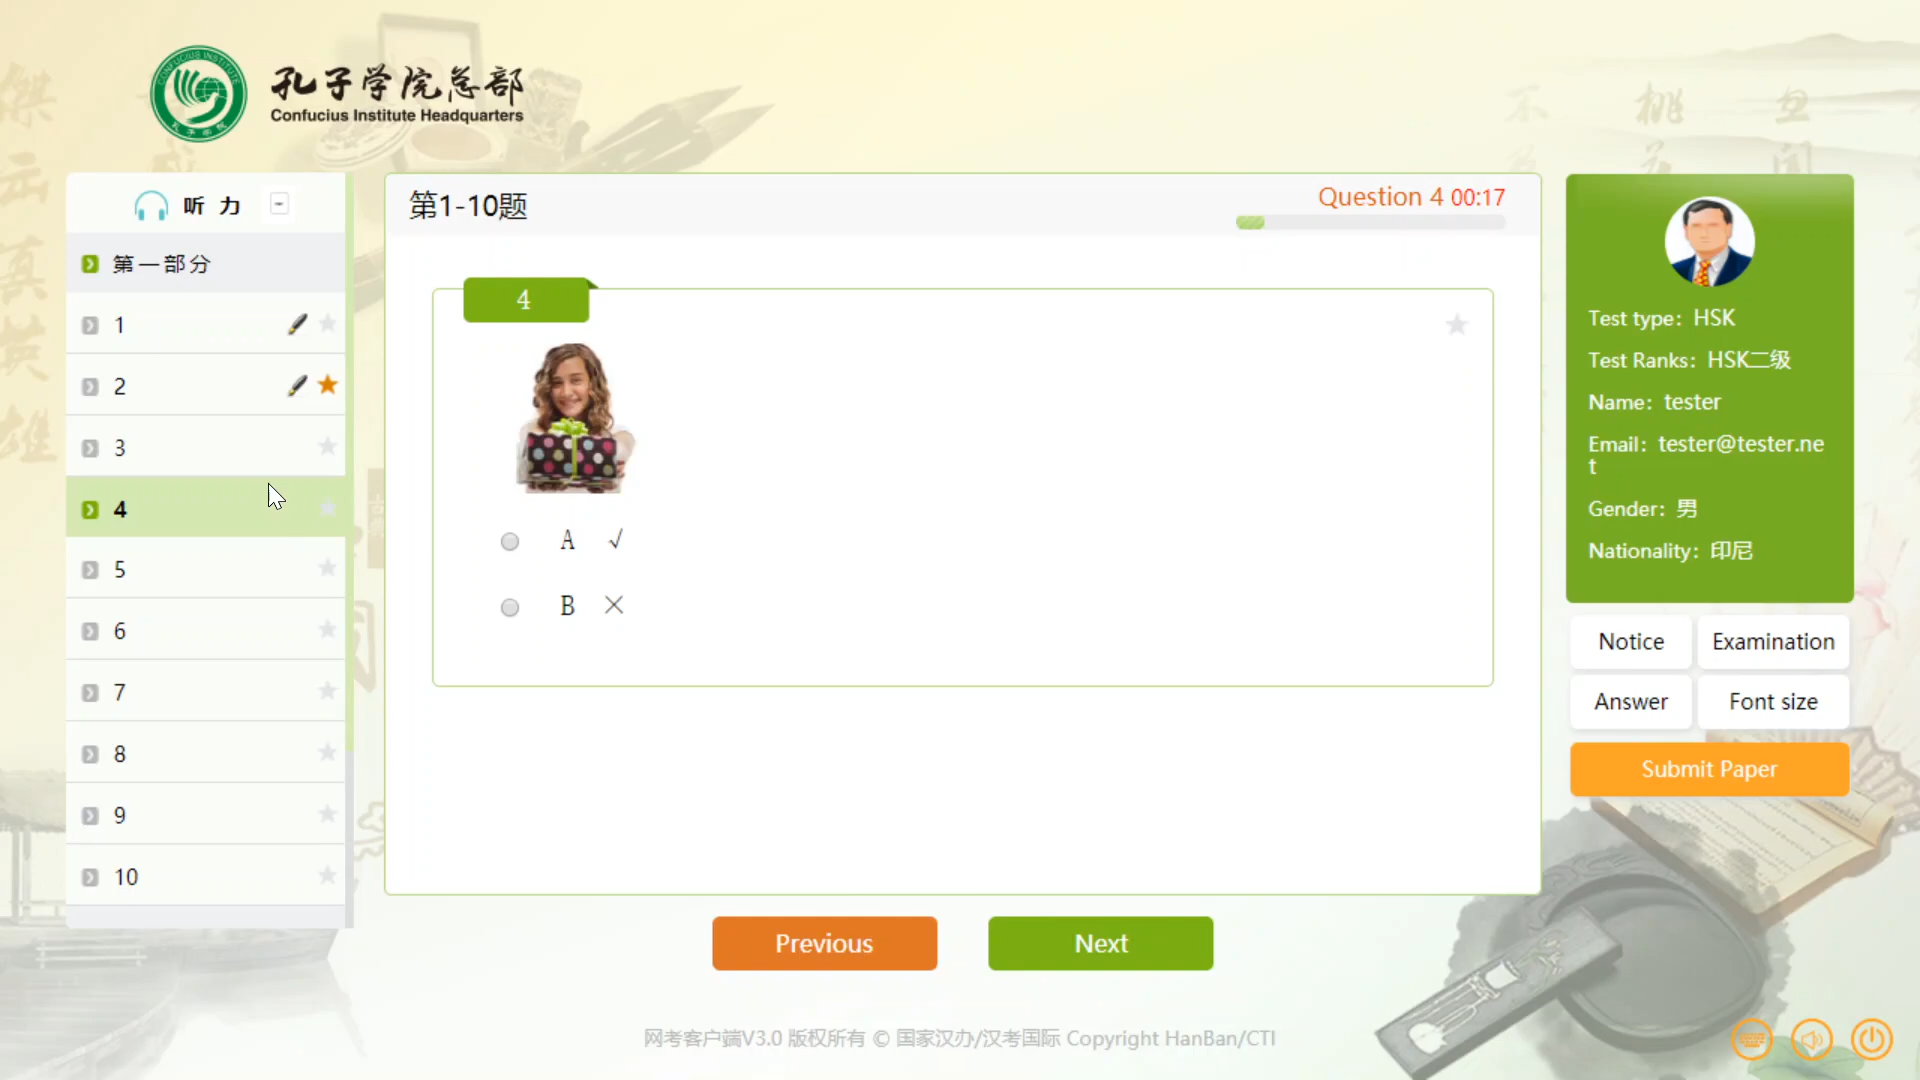 孔子学院总部
Confucius Institute Headquarters
听 力
第一部分
1
2
3
4
5
6
7
8
9
10
第1-10题
Question 4 00:17
4
A √
B ×
Test type: HSK
Test Ranks: HSK二级
Name: tester
Email: tester@tester.ne
t
Gender: 男
Nationality: 印尼
Notice
Examination
Answer
Font size
Submit Paper
Previous
Next
网考客户端V3.0 版权所有 © 国家汉办/汉考国际 Copyright HanBan/CTI